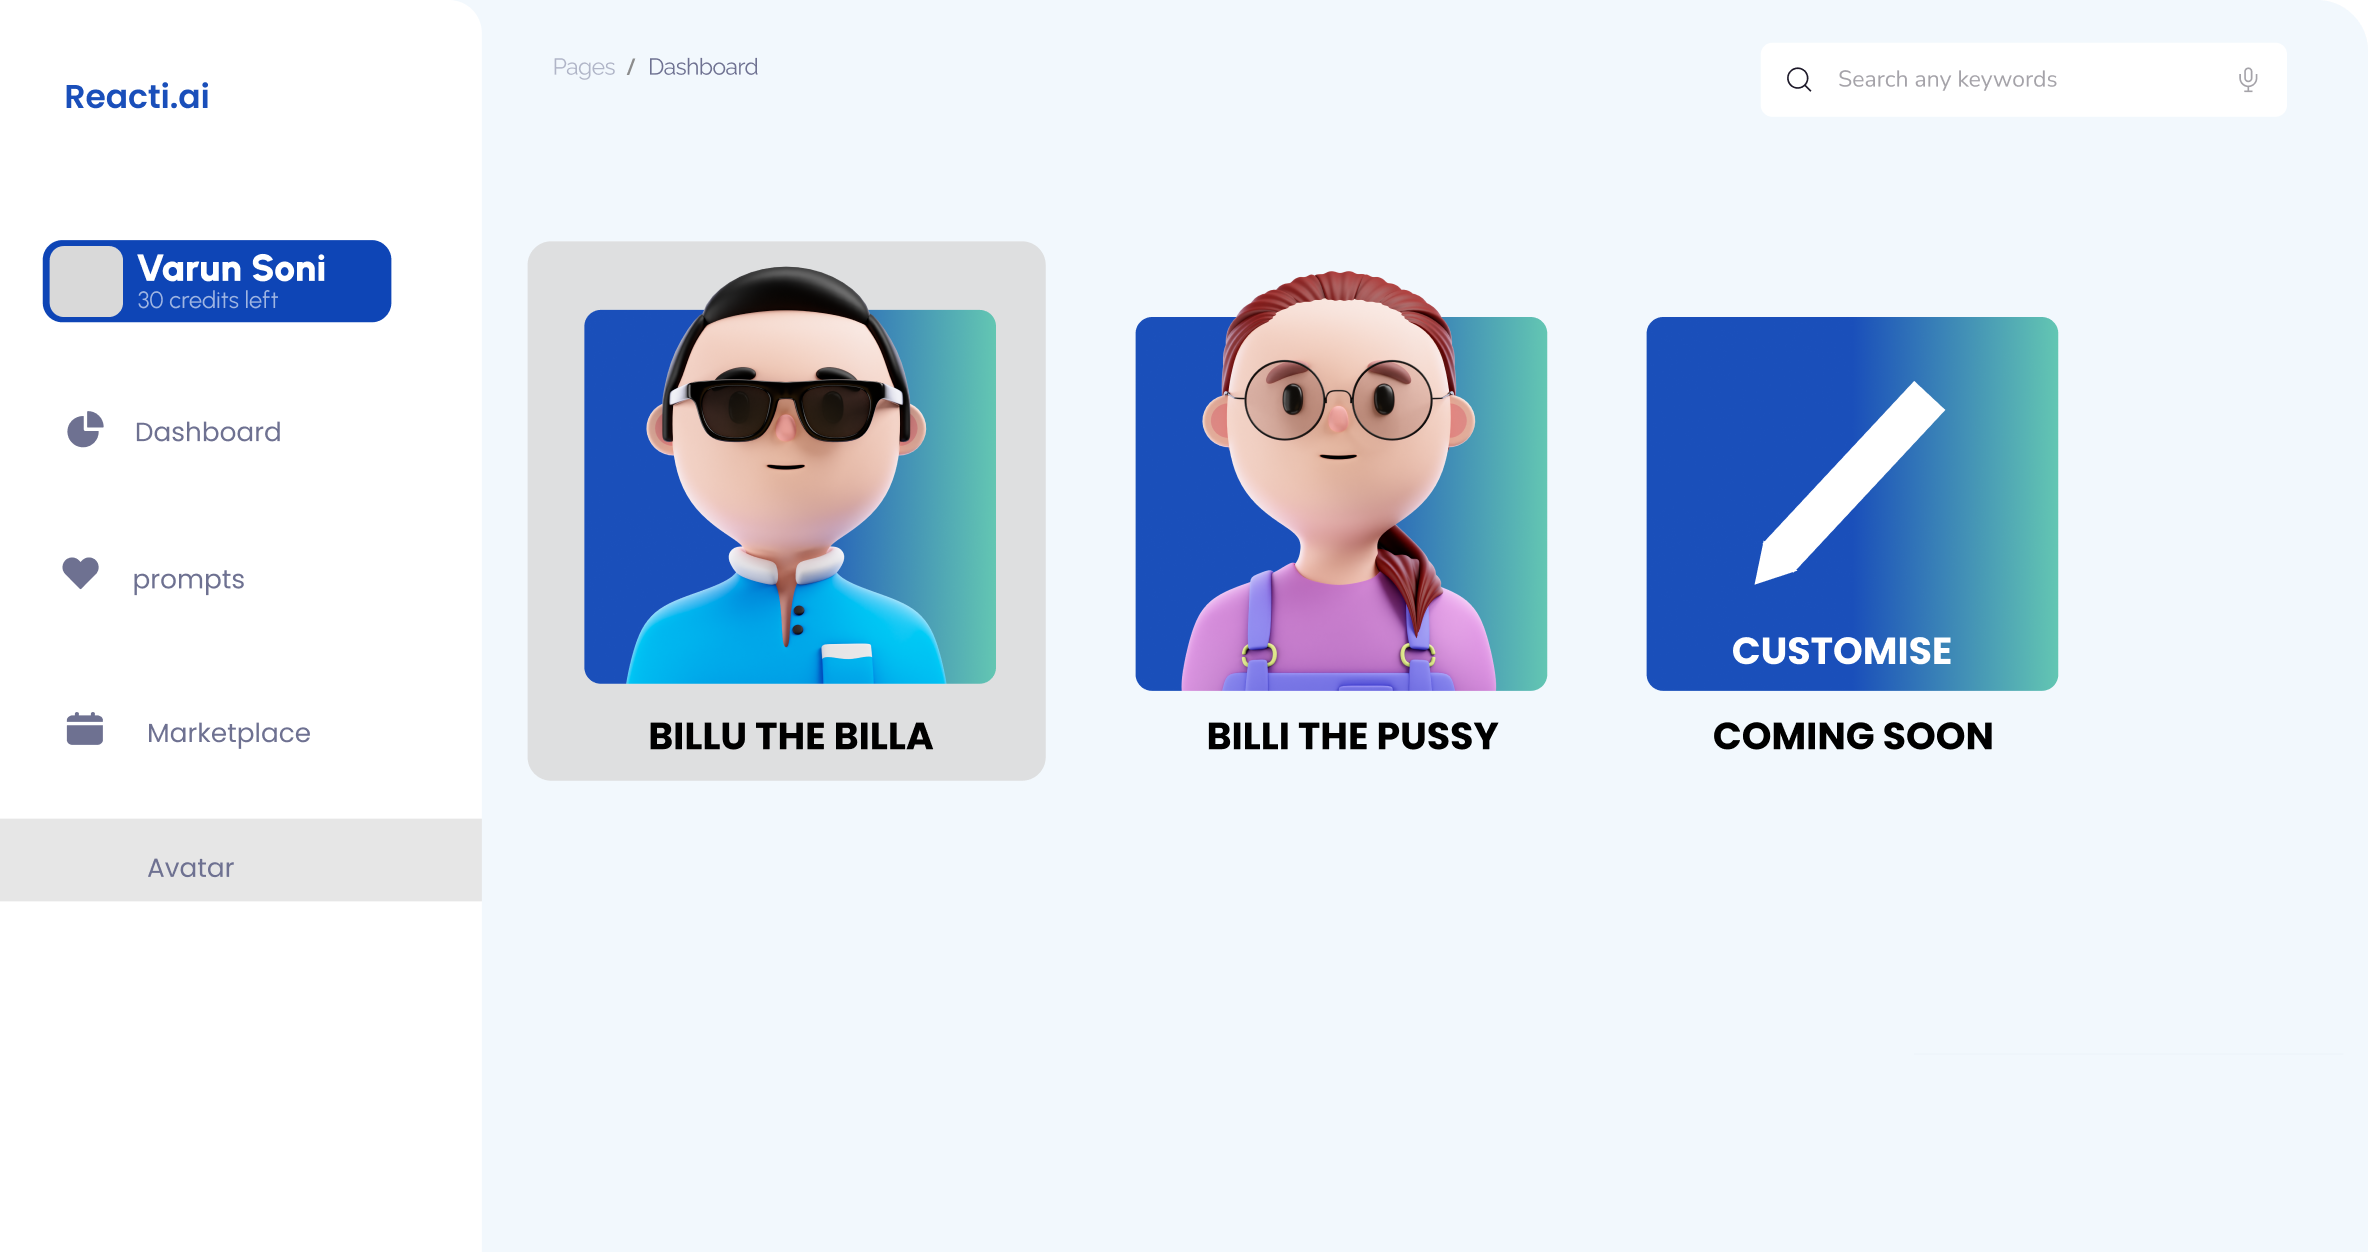 Reacti.ai
Pages / Dashboard
Search any keywords
Varun Soni
30 credits left
Dashboard
prompts
Marketplace
Avatar
CUSTOMISE
BILLU THE BILLA
BILLI THE PUSSY
COMING SOON